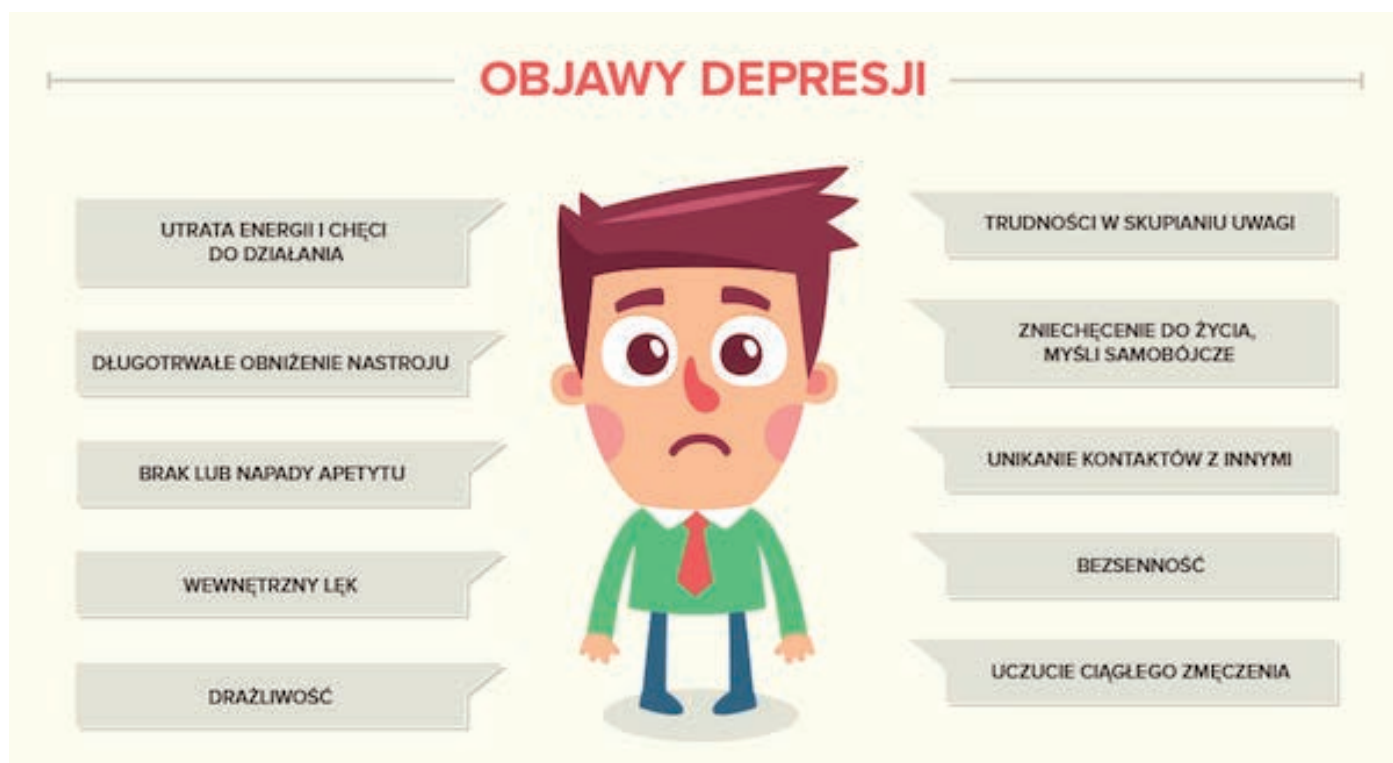 OBJAWY DEPRESJI
UTRATA ENERGII I CHĘCI
DO DZIAŁANIA
DŁUGOTRWAŁE OBNIŻENIE NASTROJU
BRAK LUB NAPADY APETYTU
WEWNĘTRZNY LĘK
DRAŻLIWOŚĆ
TRUDNOŚCI W SKUPIANIU UWAGI
ZNIECHĘCENIE DO ŻYCIA,
MYŚLI SAMOBÓJCZE
UNIKANIE KONTAKTÓW Z INNYMI
BEZSENNOŚĆ
UCZUCIE CIĄGŁEGO ZMĘCZENIA